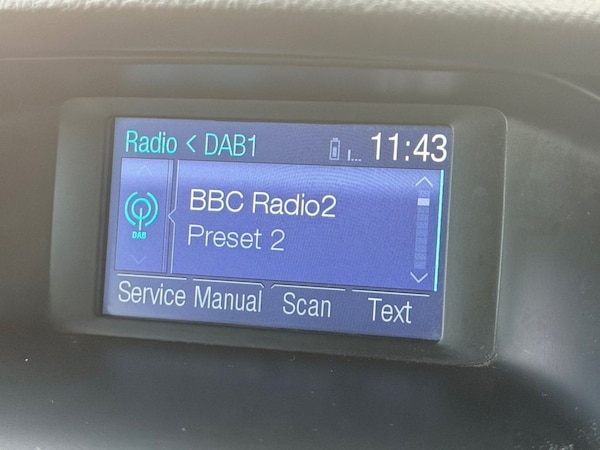 Radio < DAB1 I... 11:43
BBC Radio2
DAB
Preset 2
Service Manual Scan Text